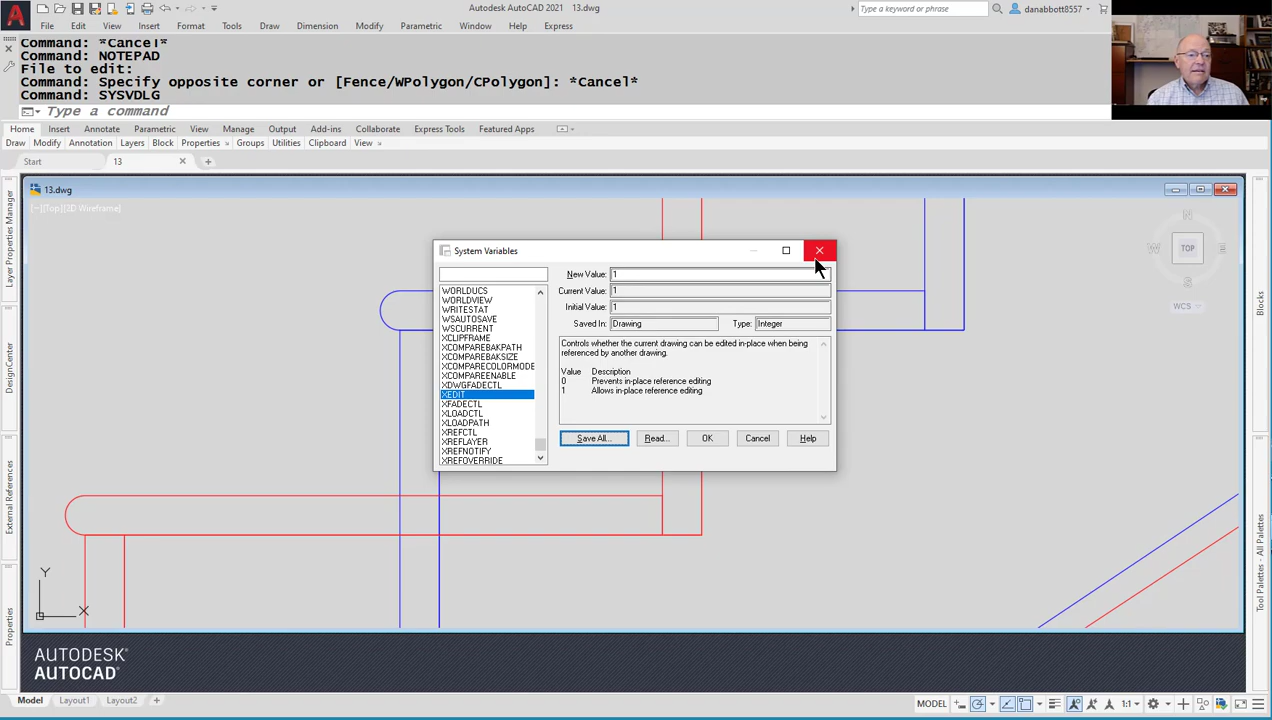 Autodesk AutoCAD 2021 13.dwg
Type a keyword or phrase
danabbott8557
File Edit View Insert Format Tools Draw Dimension Modify Parametric Window Help Express
Command: *Cancel*
Command: NOTEPAD
File to edit:
Command: Specify opposite corner or [Fence/WPolygon/CPolygon]: *Cancel*
Command: SYSVDLG
Type a command
Home Insert Annotate Parametric View Manage Output Add-ins Collaborate Express Tools Featured Apps
Draw Modify Annotation Layers Block Properties Groups Utilities Clipboard View
Start 13
13.dwg
[−][Top][2D Wireframe]
Layer Properties Manager
DesignCenter
External References
Properties
System Variables
New Value: 1
Current Value: 1
Initial Value: 1
Saved In: Drawing Type: Integer
Controls whether the current drawing can be edited in-place when being
referenced by another drawing.
Value Description
0 Prevents in-place reference editing
1 Allows in-place reference editing
WORLDUCS
WORLDVIEW
WRITESTAT
WSAUTOSAVE
WSCURRENT
XCLIPFRAME
XCOMPAREBAKPATH
XCOMPAREBAKSIZE
XCOMPARECOLORMODE
XCOMPAREENABLE
XDWGFADECTL
XEDIT
XFADECTL
XLOADCTL
XLOADPATH
XREFCTL
XREFLAYER
XREFNOTIFY
XREFOVERRIDE
Save All... Read... OK Cancel Help
N
W TOP E
S
WCS
Blocks
Tool Palettes - All Palettes
Y
X
AUTODESK®
AUTOCAD®
Model Layout1 Layout2 +
MODEL 1:1